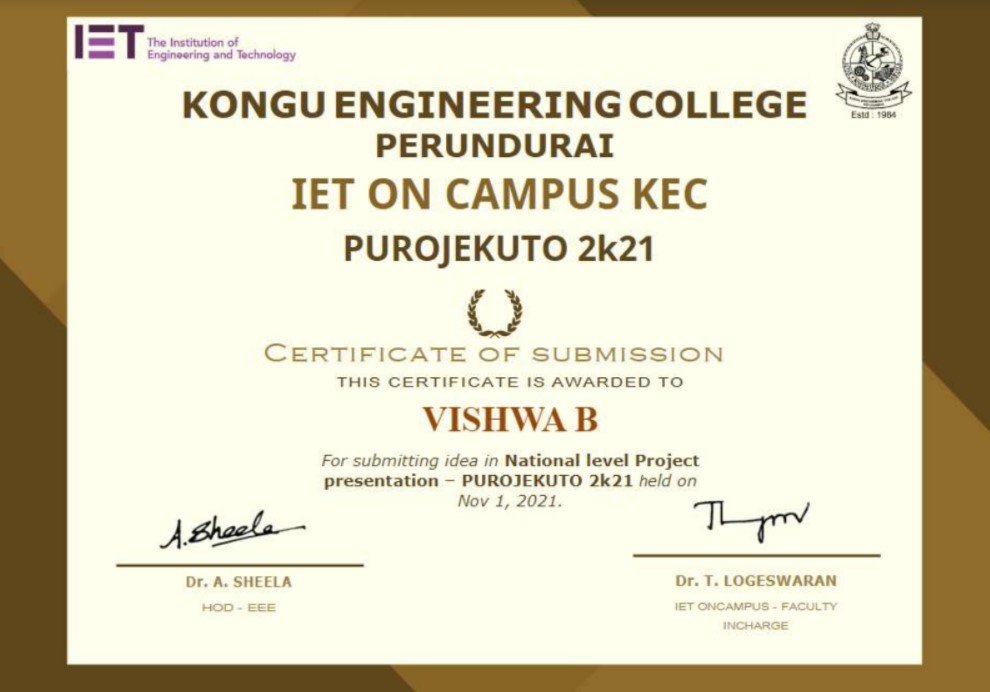 IET The Institution of
Engineering and Technology
Estd : 1984
KONGU ENGINEERING COLLEGE
PERUNDURAI
IET ON CAMPUS KEC
PUROJEKUTO 2k21
CERTIFICATE OF SUBMISSION
THIS CERTIFICATE IS AWARDED TO
VISHWA B
For submitting idea in National level Project
presentation – PUROJEKUTO 2k21 held on
Nov 1, 2021.
A. Sheela
Dr. A. SHEELA
HOD - EEE
Dr. T. LOGESWARAN
IET ONCAMPUS - FACULTY
INCHARGE